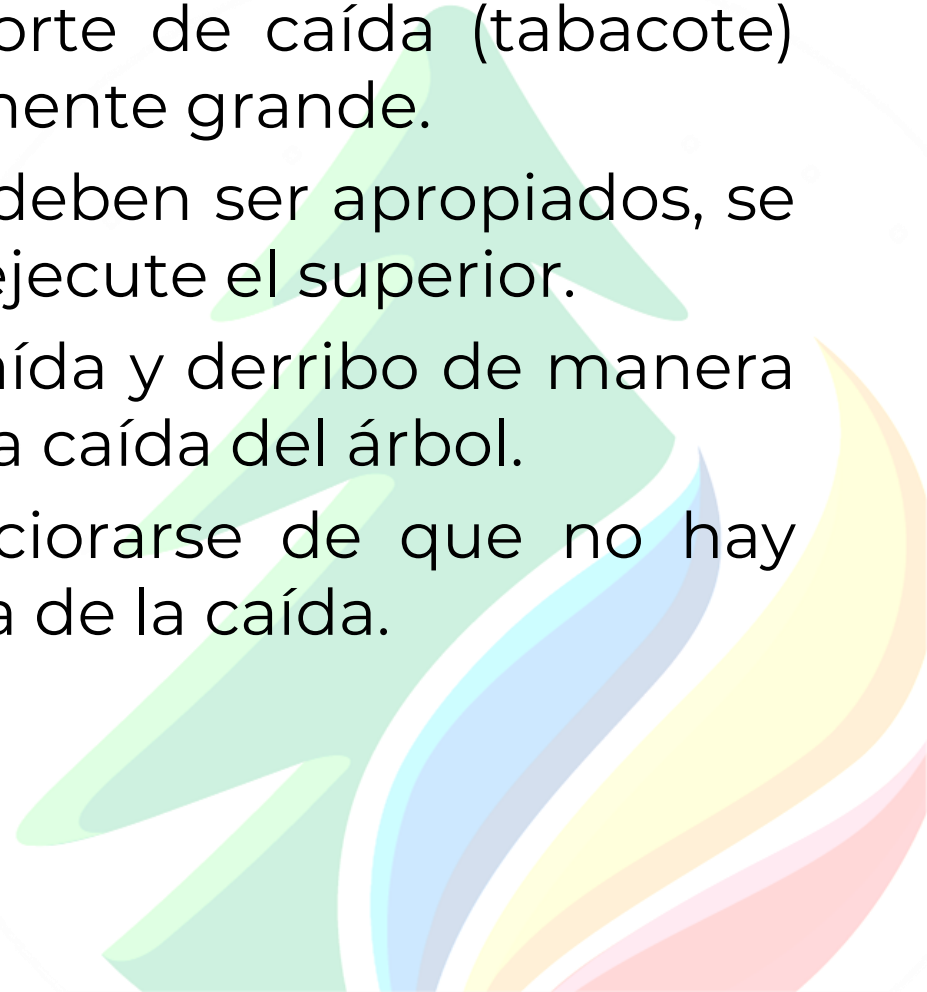 orte de caída (tabacote)
mente grande.
deben ser apropiados, se
ejecute el superior.
aída y derribo de manera
a caída del árbol.
ciorarse de que no hay
a de la caída.